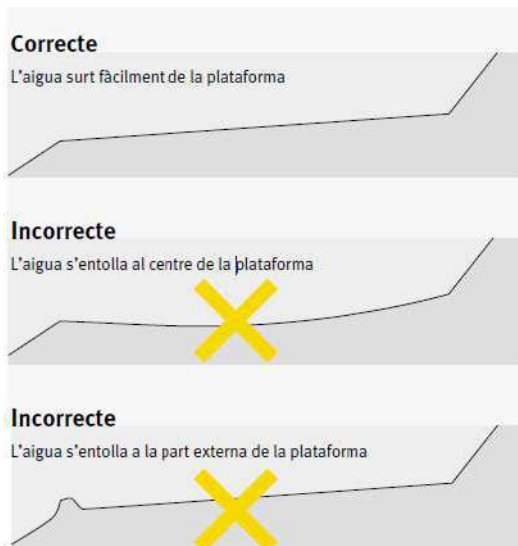 Correcte
L'aigua surt fàcilment de la plataforma
Incorrecte
L'aigua s'entolla al centre de la plataforma
Incorrecte
L'aigua s'entolla a la part externa de la plataforma